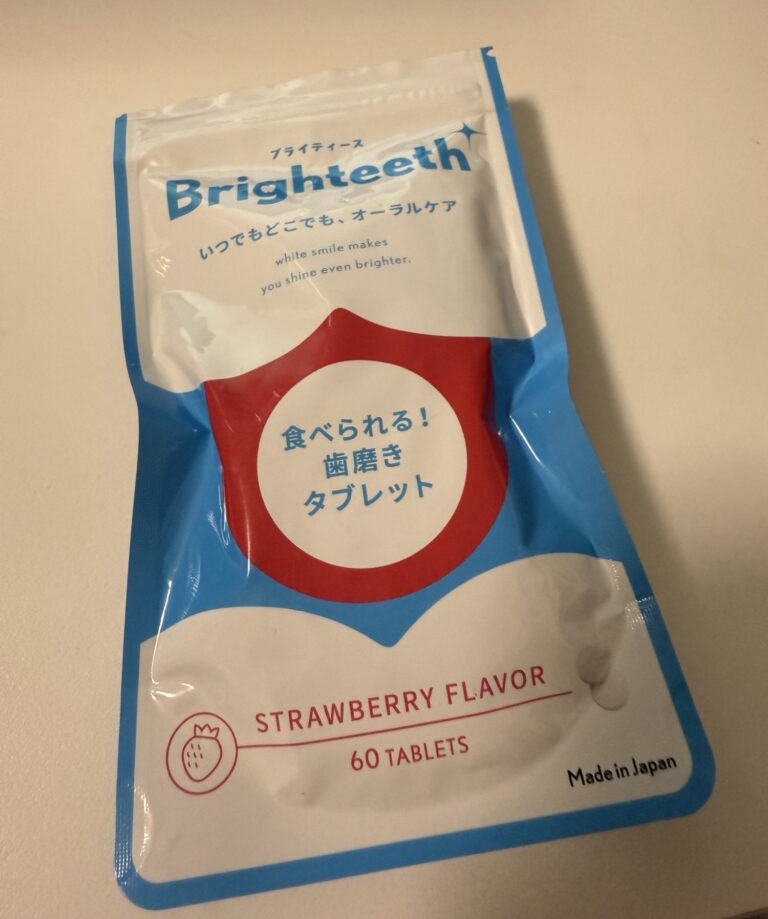 ブライティース
Brighteeth
いつでもどこでも、オーラルケア
white smile makes
you shine even brighter.
食べられる!
歯磨き
タブレット
STRAWBERRY FLAVOR
60 TABLETS
Made in Japan